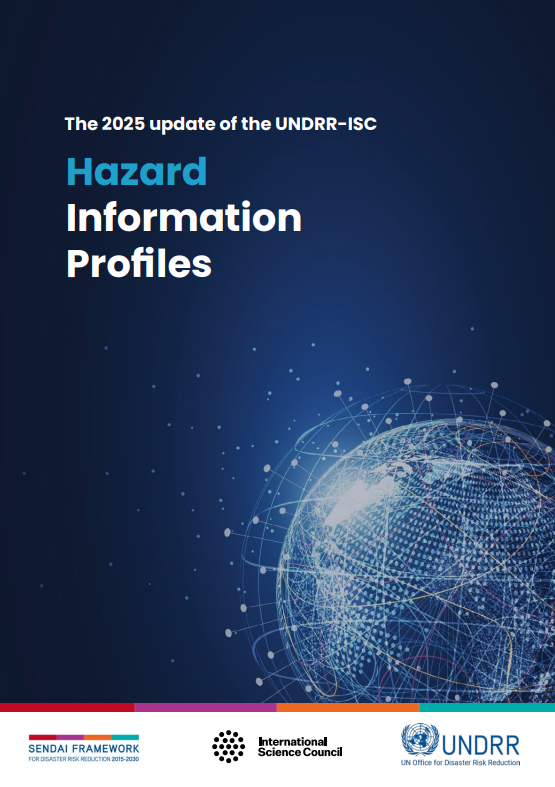 The 2025 update of the UNDRR-ISC
Hazard
Information
Profiles
SENDAI FRAMEWORK
FOR DISASTER RISK REDUCTION 2015-2030
International
Science Council
UNDRR
UN Office for Disaster Risk Reduction